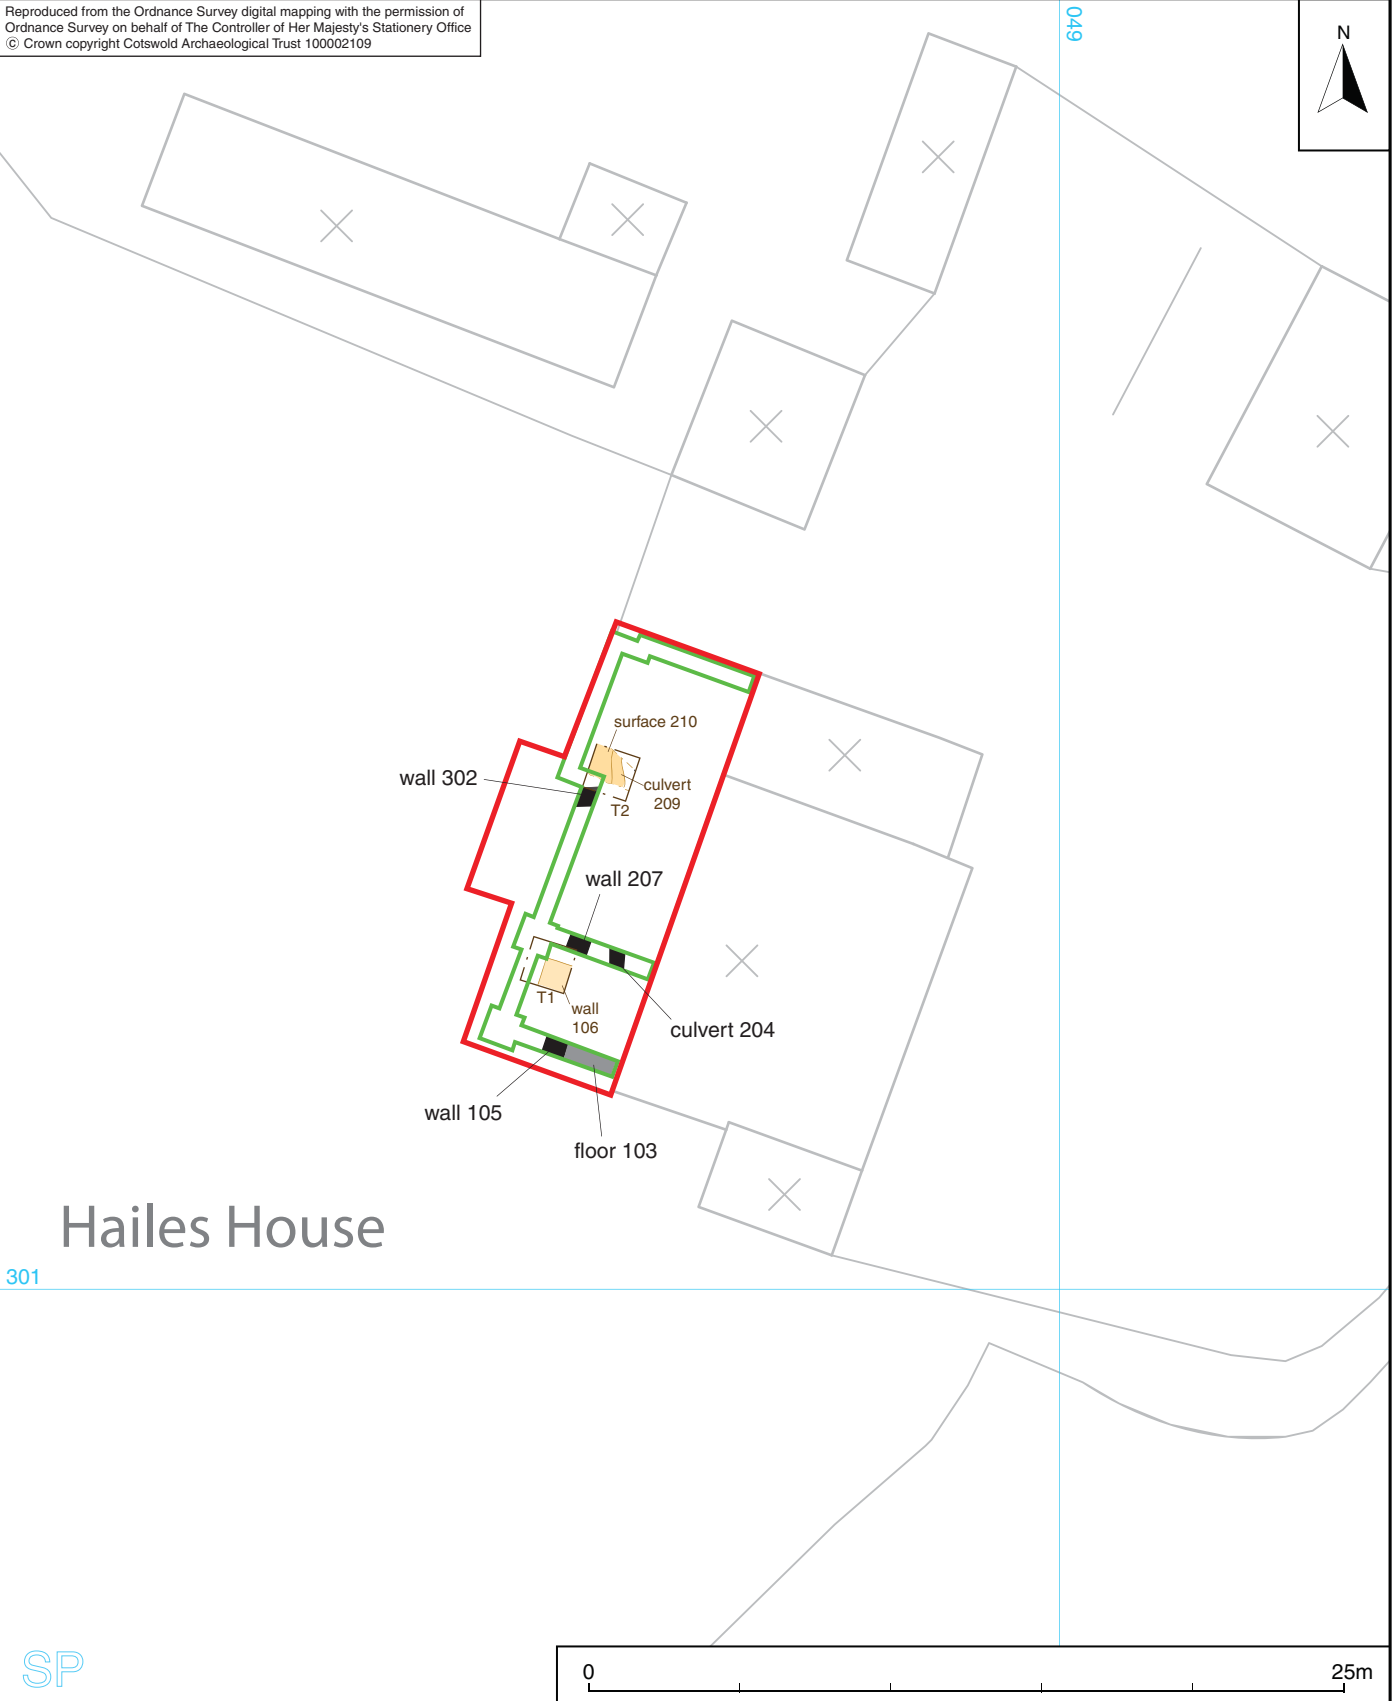 Reproduced from the Ordnance Survey digital mapping with the permission of
Ordnance Survey on behalf of The Controller of Her Majesty's Stationery Office
© Crown copyright Cotswold Archaeological Trust 100002109
049
N
surface 210
wall 302
culvert
209
T2
wall 207
T1
wall
106
culvert 204
wall 105
floor 103
Hailes House
301
SP
0
25m